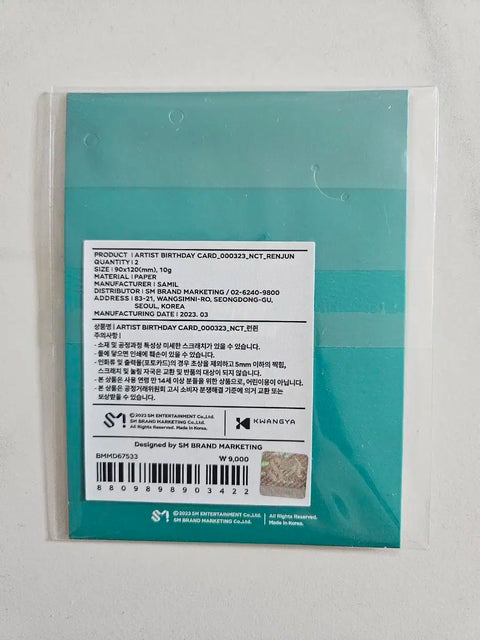 PRODUCT | ARTIST BIRTHDAY CARD_000323_NCT_RENJUN
QUANTITY | 2
SIZE | 90x120(mm), 10g
MATERIAL | PAPER
MANUFACTURER | SAMIL
DISTRIBUTOR | SM BRAND MARKETING / 02-6240-9800
ADDRESS | 83-21, WANGSIMNI-RO, SEONGDONG-GU,
SEOUL, KOREA
MANUFACTURING DATE | 2023. 03
상품명 | ARTIST BIRTHDAY CARD_000323_NCT_런쥔
주의사항 |
- 소재 및 공정과정 특성상 미세한 스크래치가 있을 수 있습니다.
- 물에 닿으면 인쇄에 훼손이 있을 수 있습니다.
- 인화류 및 출력물(포토카드)의 경우 초상을 제외하고 5mm 이하의 찍힘,
스크래치 및 눌림 자국은 교환 및 반품의 대상이 되지 않습니다.
- 본 상품은 사용 연령 만 14세 이상 분들을 위한 상품으로, 어린이용이 아닙니다.
- 본 상품은 공정거래위원회 고시 소비자 분쟁해결 기준에 의거 교환 또는
보상받을 수 있습니다.
SM
©2023 SM ENTERTAINMENT Co.,Ltd.
SM BRAND MARKETING Co.,Ltd.
All Rights Reserved. Made in Korea.
KWANGYA
Designed by SM BRAND MARKETING
BMMD67533 ₩ 9,000
8809898903422
SM ©2023 SM ENTERTAINMENT Co.,Ltd. | All Rights Reserved.
SM BRAND MARKETING Co.,Ltd. | Made in Korea.